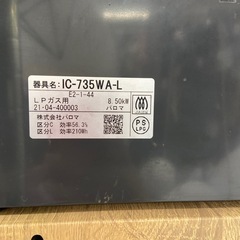 器具名: IC-735WA-L
E2-1-44
LPガス用 8.50kW
21-04-400003 パロマ
株式会社パロマ
区分C 効率56.3%
区分L 効率210Wh
PS
LPG